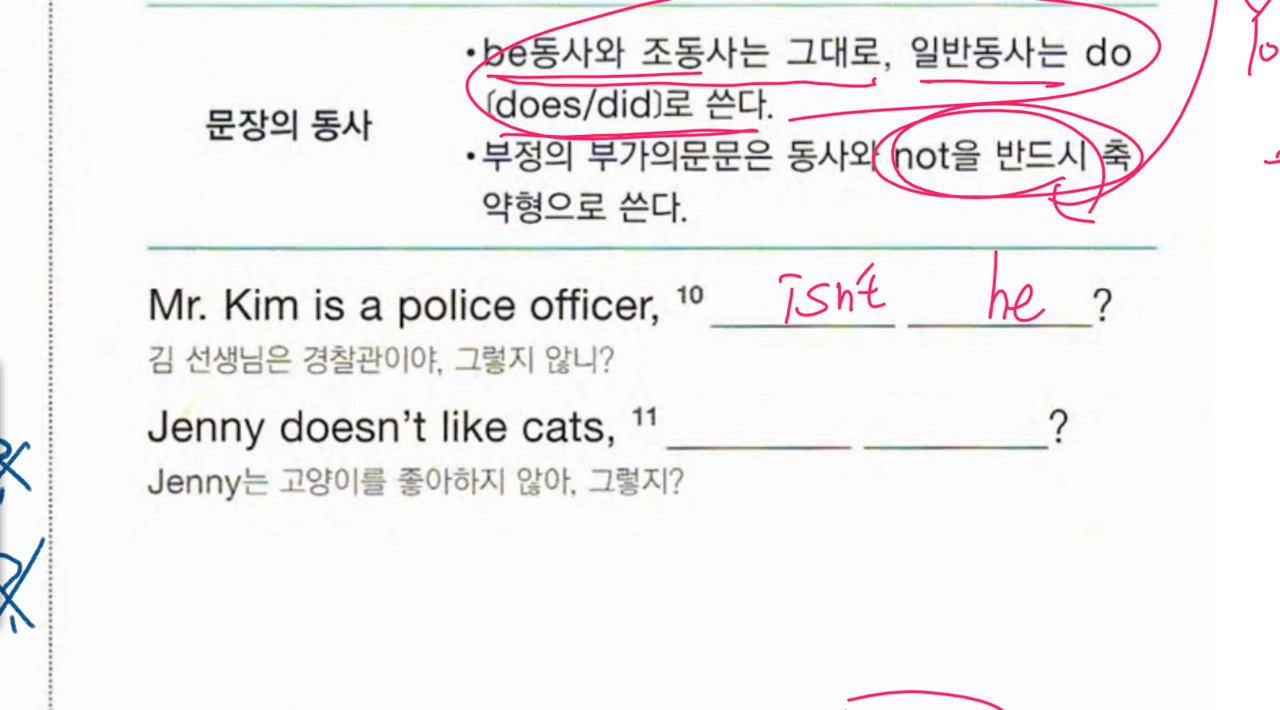 • be동사와 조동사는 그대로, 일반동사는 do
(does/did)로 쓴다.
문장의 동사
• 부정의 부가의문문은 동사와 not을 반드시 축
약형으로 쓴다.
Mr. Kim is a police officer, 10 isn't he ?
김 선생님은 경찰관이야, 그렇지 않니?
Jenny doesn't like cats, 11 ?
Jenny는 고양이를 좋아하지 않아, 그렇지?